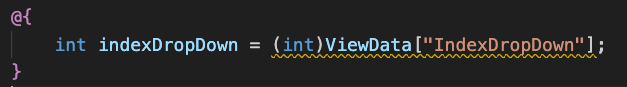 @{
    int indexDropDown = (int)ViewData["IndexDropDown"];
}